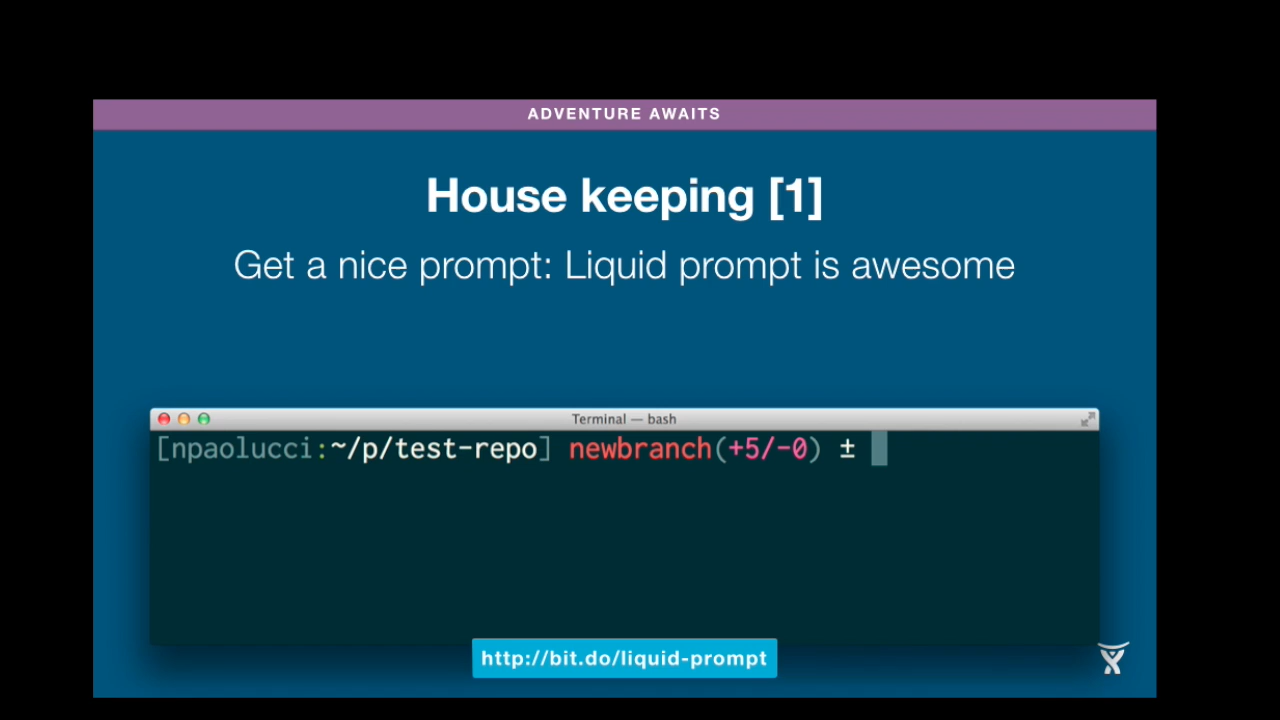 ADVENTURE AWAITS
House keeping [1]
Get a nice prompt: Liquid prompt is awesome
Terminal — bash
[npaolucci:~/p/test-repo] newbranch(+5/-0) ±
http://bit.do/liquid-prompt